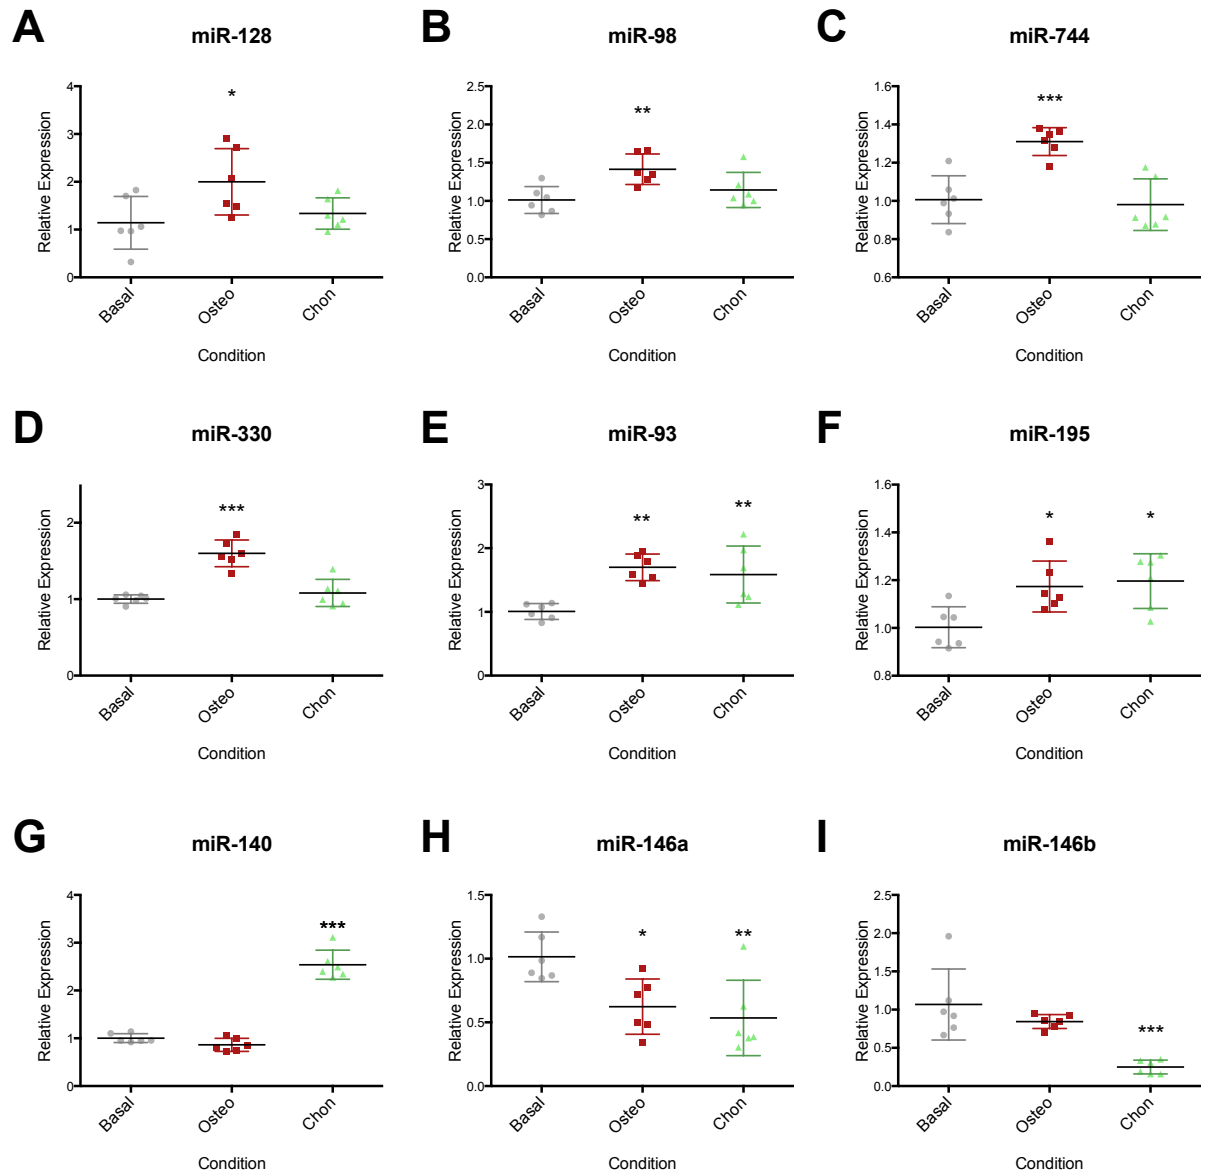 A
miR-128
Relative Expression
4
3
2
1
0
*
Basal
Osteo
Chon
Condition
B
miR-98
Relative Expression
2.5
2.0
1.5
1.0
0.5
0.0
**
Basal
Osteo
Chon
Condition
C
miR-744
Relative Expression
1.6
1.4
1.2
1.0
0.8
0.6
***
Basal
Osteo
Chon
Condition
D
miR-330
Relative Expression
2
1
0
***
Basal
Osteo
Chon
Condition
E
miR-93
Relative Expression
3
2
1
0
**
**
Basal
Osteo
Chon
Condition
F
miR-195
Relative Expression
1.6
1.4
1.2
1.0
0.8
*
*
Basal
Osteo
Chon
Condition
G
miR-140
Relative Expression
4
3
2
1
0
***
Basal
Osteo
Chon
Condition
H
miR-146a
Relative Expression
1.5
1.0
0.5
0.0
*
**
Basal
Osteo
Chon
Condition
I
miR-146b
Relative Expression
2.5
2.0
1.5
1.0
0.5
0.0
***
Basal
Osteo
Chon
Condition